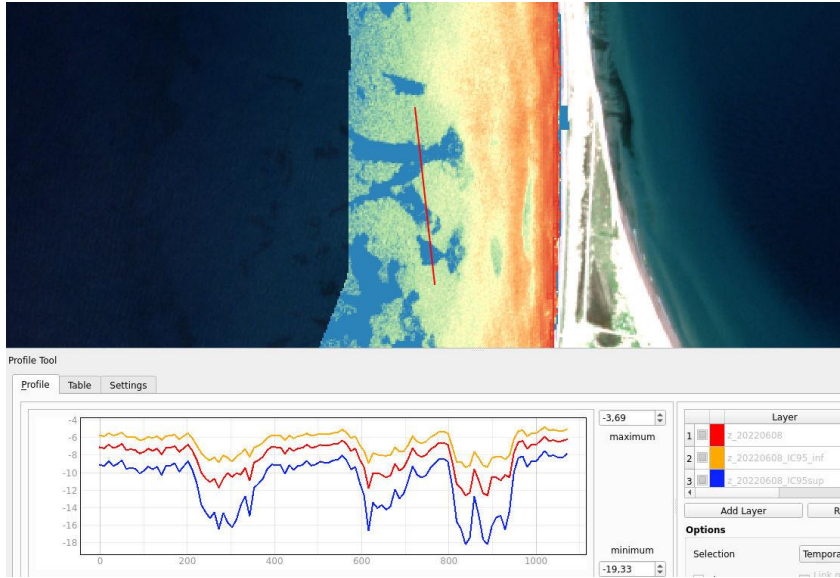 Profile Tool
Profile Table Settings
-4
-6
-8
-10
-12
-14
-16
-18
0 200 400 600 800 1000
-3,69
maximum
minimum
-19,33
Layer
1 z_20220608
2 z_20220608_IC95_inf
3 z_20220608_IC95sup
Add Layer R
Options
Selection Tempora